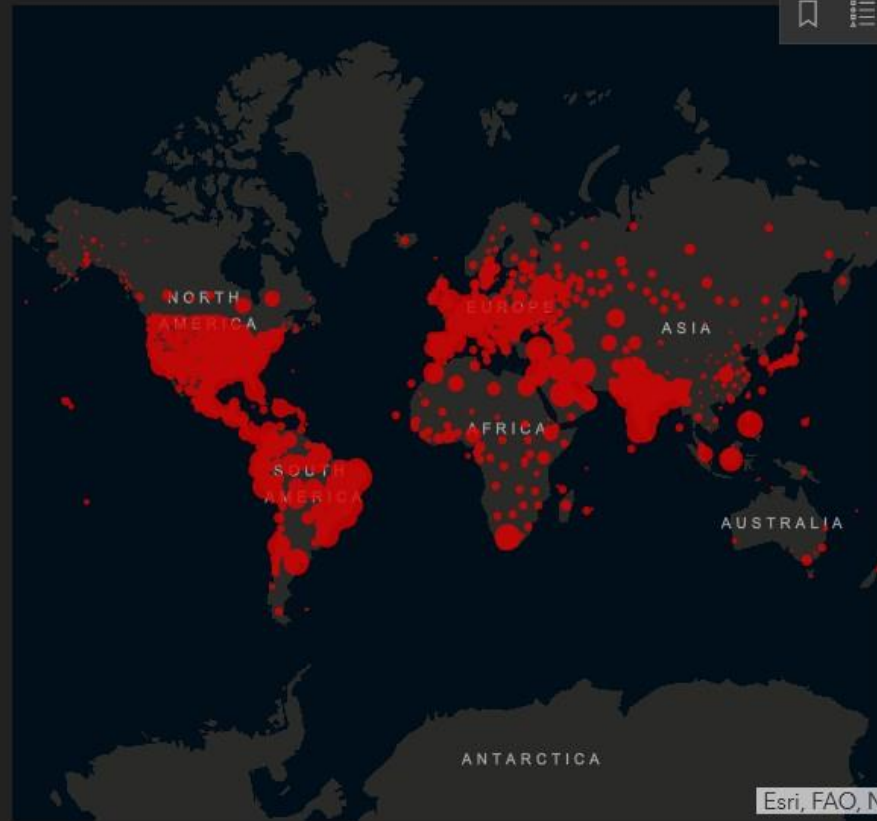 NORTH
AMERICA
EUROPE
ASIA
AFRICA
SOUTH
AMERICA
AUSTRALIA
ANTARCTICA
Esri, FAO, N